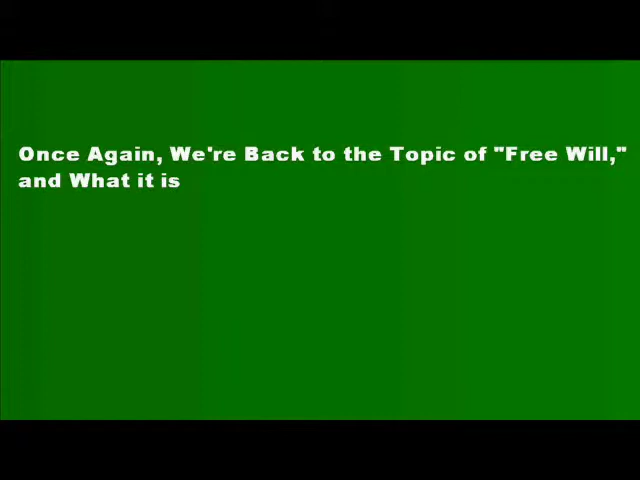 Once Again, We're Back to the Topic of "Free Will,"
and What it is